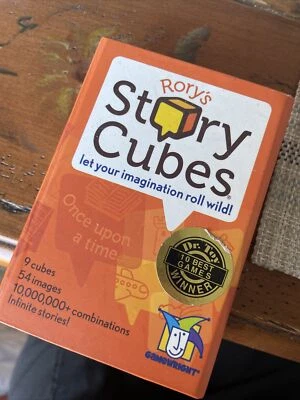 Rory's
Story
Cubes®
let your imagination roll wild!
Once upon
a time...
Dr. Toy
10 BEST
GAMES
WINNER
9 cubes
54 images
10,000,000+ combinations
Infinite stories!
GAMEWRIGHT®